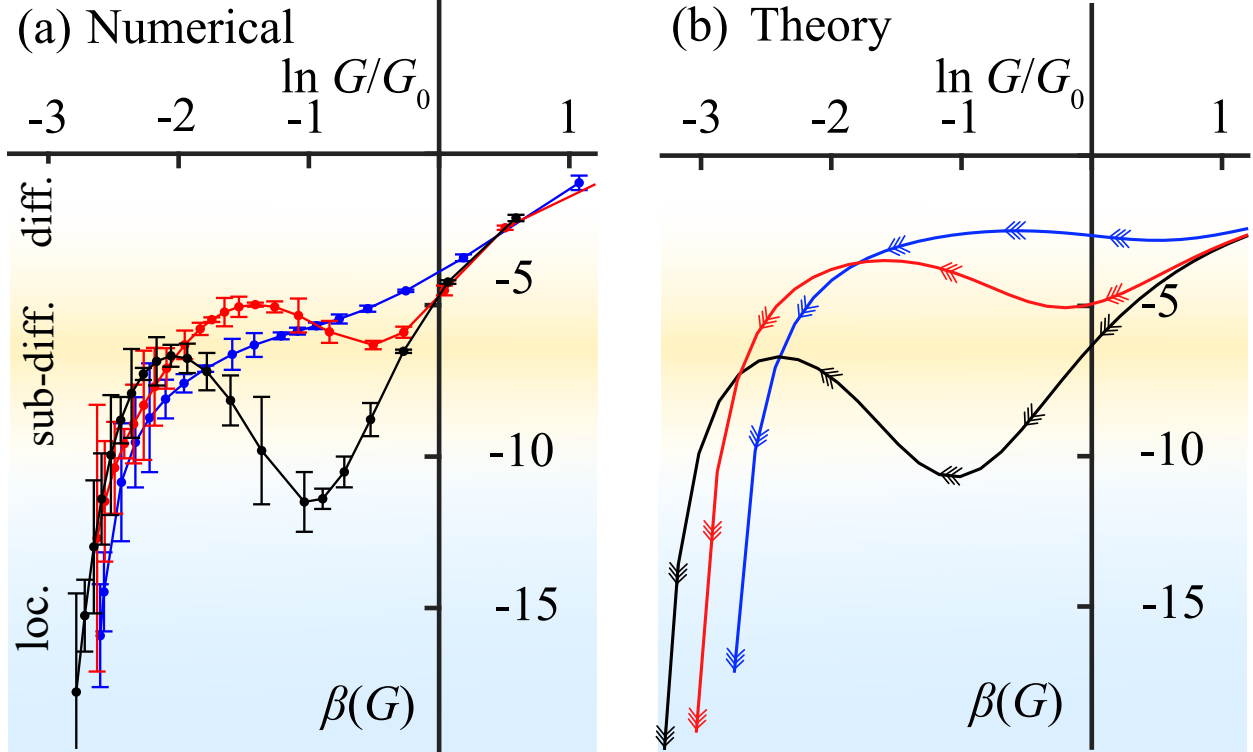 (a) Numerical
ln G/G₀
-3 -2 -1 1
diff.
sub-diff.
loc.
-5
-10
-15
β(G)
(b) Theory
ln G/G₀
-3 -2 -1 1
-5
-10
-15
β(G)